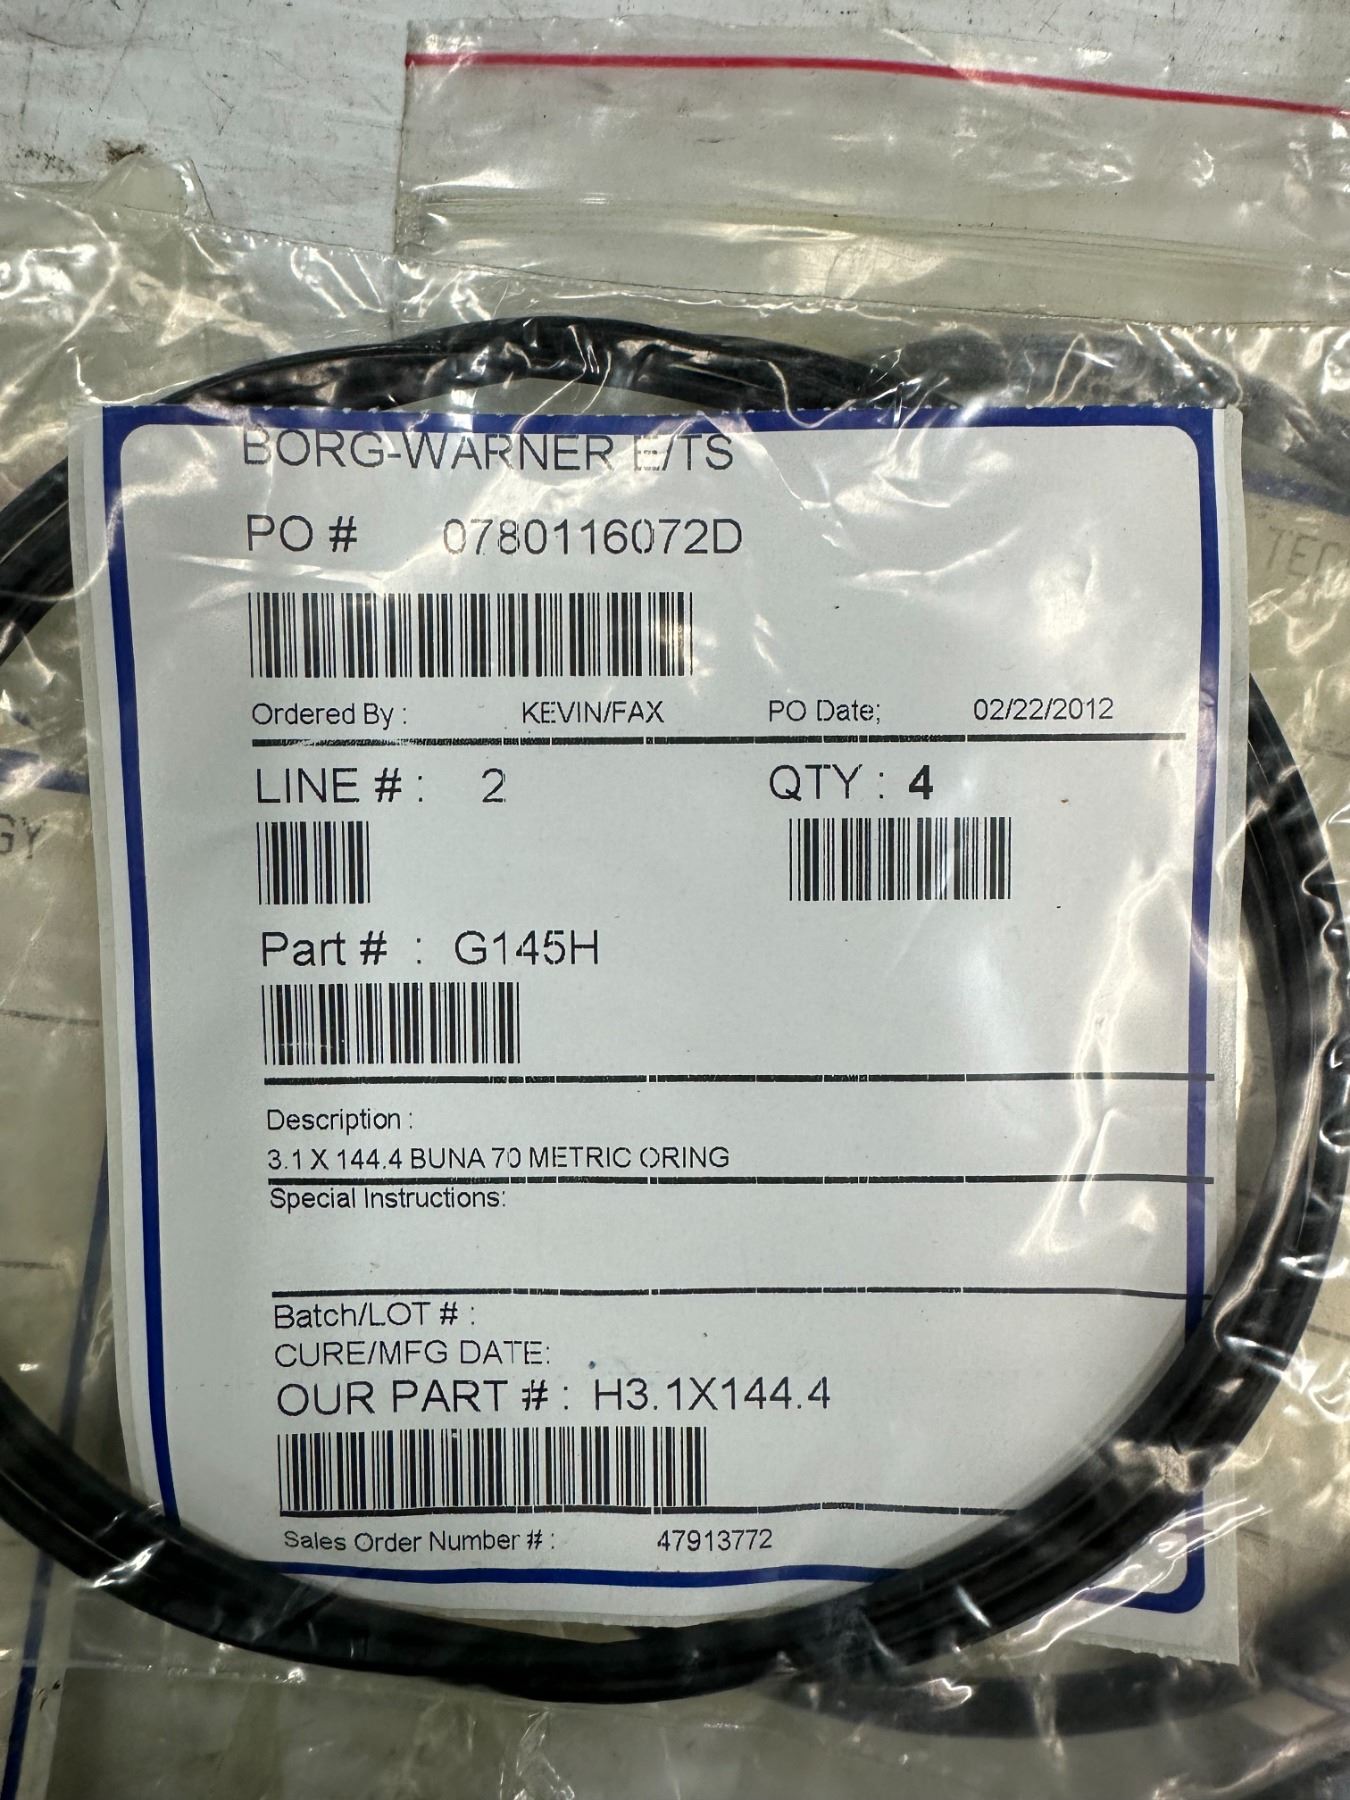 BORG-WARNER E/TS
PO # 0780116072D
Ordered By : KEVIN/FAX PO Date; 02/22/2012
LINE # : 2 QTY : 4
Part # : G145H
Description :
3.1 X 144.4 BUNA 70 METRIC ORING
Special Instructions:
Batch/LOT # :
CURE/MFG DATE:
OUR PART # : H3.1X144.4
Sales Order Number # : 47913772